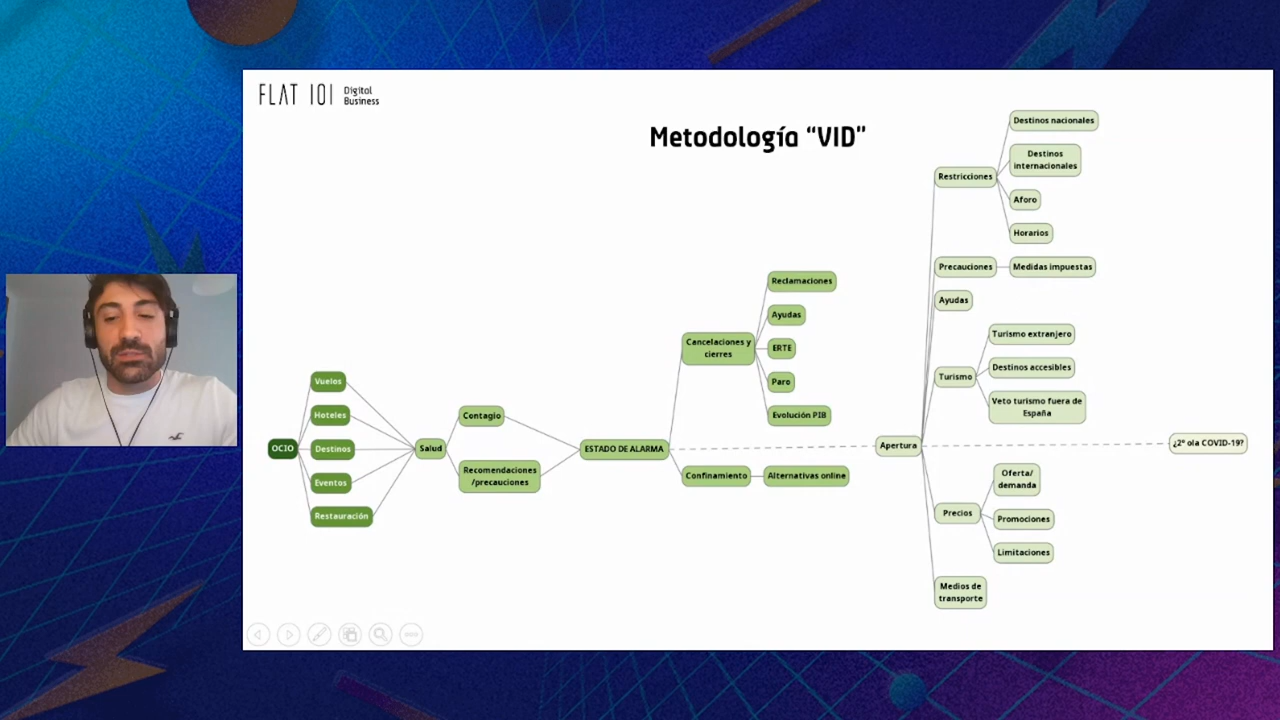 FLAT 101
Digital
Business
Metodología “VID”
OCIO
Vuelos
Hoteles
Destinos
Eventos
Restauración
Salud
Contagio
Recomendaciones
/precauciones
ESTADO DE ALARMA
Cancelaciones y
cierres
Reclamaciones
Ayudas
ERTE
Paro
Evolución PIB
Confinamiento
Alternativas online
Apertura
Restricciones
Destinos nacionales
Destinos
internacionales
Aforo
Horarios
Precauciones
Medidas impuestas
Ayudas
Turismo
Turismo extranjero
Destinos accesibles
Veto turismo fuera de
España
Precios
Oferta/
demanda
Promociones
Limitaciones
Medios de
transporte
¿2ª ola COVID-19?